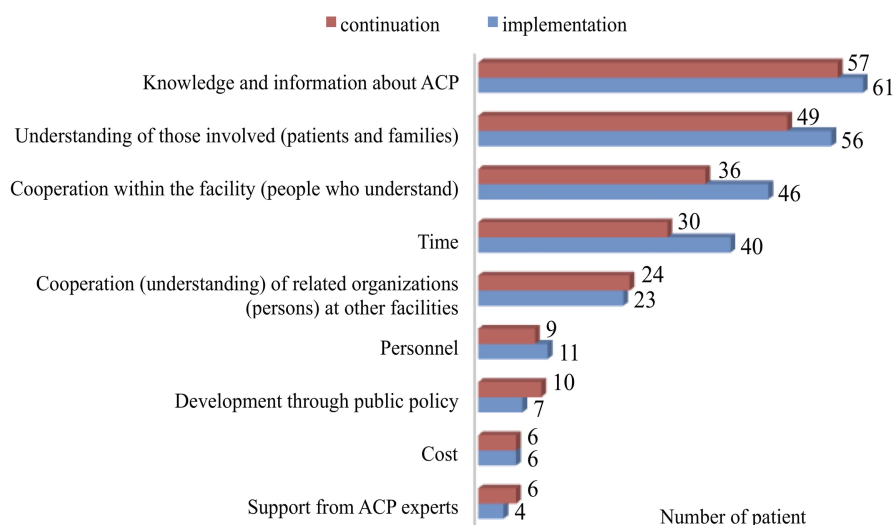 continuation implementation
Knowledge and information about ACP
57
61
Understanding of those involved (patients and families)
49
56
Cooperation within the facility (people who understand)
36
46
Time
30
40
Cooperation (understanding) of related organizations
(persons) at other facilities
24
23
Personnel
9
11
Development through public policy
10
7
Cost
6
6
Support from ACP experts
6
4
Number of patient